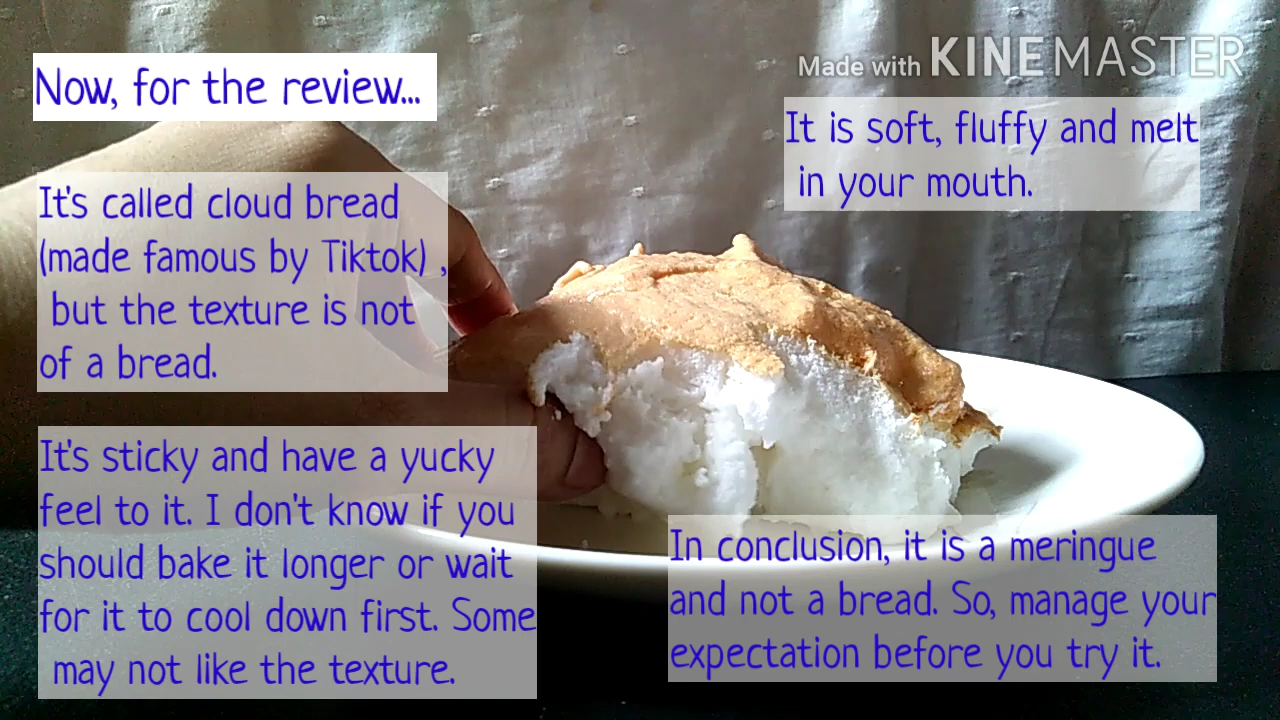 Now, for the review...
Made with KINEMASTER
It's called cloud bread
(made famous by Tiktok) ,
but the texture is not
of a bread.
It is soft, fluffy and melt
in your mouth.
It's sticky and have a yucky
feel to it. I don't know if you
should bake it longer or wait
for it to cool down first. Some
may not like the texture.
In conclusion, it is a meringue
and not a bread. So, manage your
expectation before you try it.